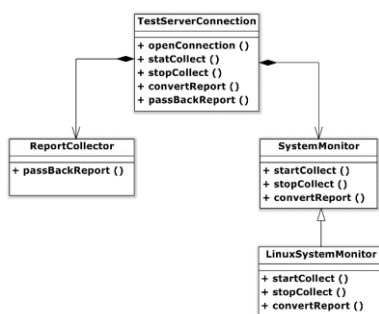 TestServerConnection
+ openConnection ()
+ statCollect ()
+ stopCollect ()
+ convertReport ()
+ passBackReport ()
ReportCollector
+ passBackReport ()
SystemMonitor
+ startCollect ()
+ stopCollect ()
+ convertReport ()
LinuxSystemMonitor
+ startCollect ()
+ stopCollect ()
+ convertReport ()